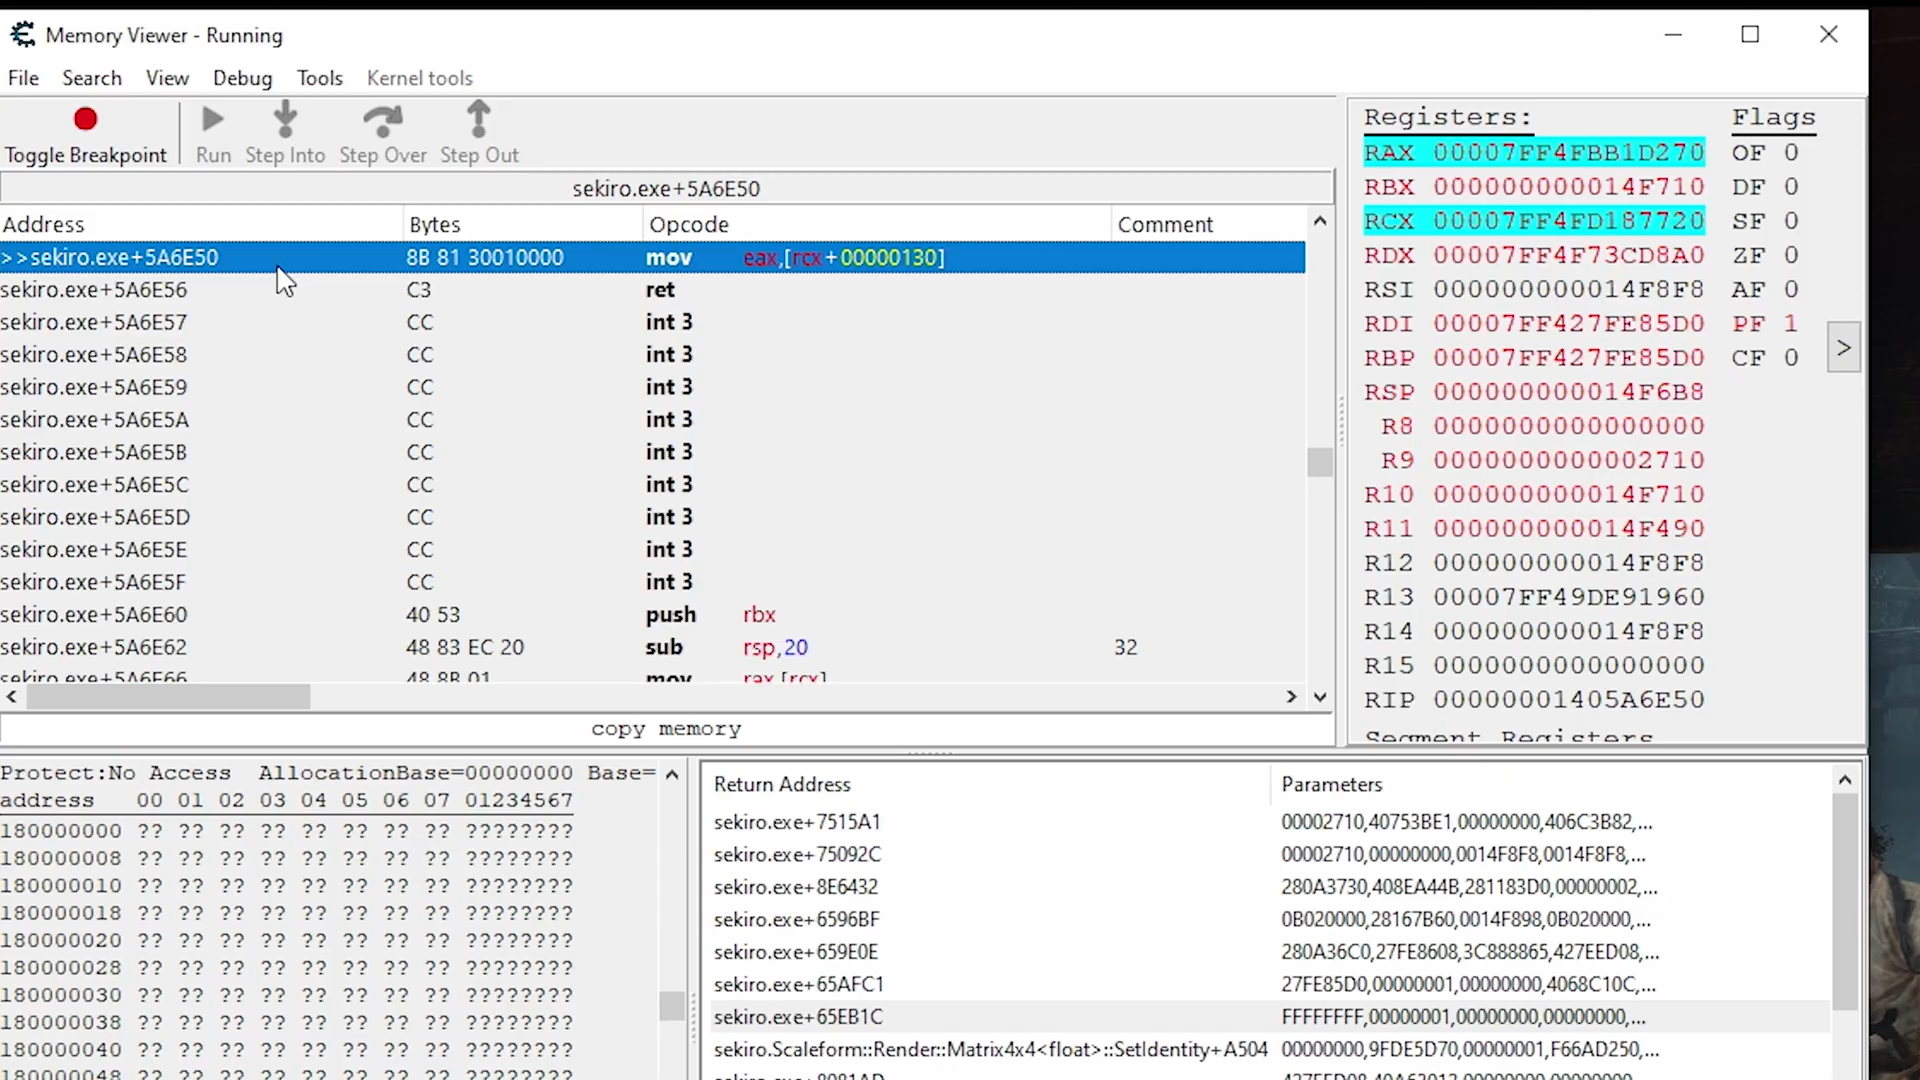 Memory Viewer - Running
File Search View Debug Tools Kernel tools
Toggle Breakpoint Run Step Into Step Over Step Out
sekiro.exe+5A6E50
Address Bytes Opcode Comment
>>sekiro.exe+5A6E50 8B 81 30010000 mov eax,[rcx+00000130]
sekiro.exe+5A6E56 C3 ret
sekiro.exe+5A6E57 CC int 3
sekiro.exe+5A6E58 CC int 3
sekiro.exe+5A6E59 CC int 3
sekiro.exe+5A6E5A CC int 3
sekiro.exe+5A6E5B CC int 3
sekiro.exe+5A6E5C CC int 3
sekiro.exe+5A6E5D CC int 3
sekiro.exe+5A6E5E CC int 3
sekiro.exe+5A6E5F CC int 3
sekiro.exe+5A6E60 40 53 push rbx
sekiro.exe+5A6E62 48 83 EC 20 sub rsp,20 32
sekiro.exe+5A6E66 48 8B 01 mov rax,[rcx]
copy memory
Registers: Flags
RAX 00007FF4FBB1D270 OF 0
RBX 000000000014F710 DF 0
RCX 00007FF4FD187720 SF 0
RDX 00007FF4F73CD8A0 ZF 0
RSI 000000000014F8F8 AF 0
RDI 00007FF427FE85D0 PF 1
RBP 00007FF427FE85D0 CF 0
RSP 000000000014F6B8
R8 0000000000000000
R9 0000000000002710
R10 000000000014F710
R11 000000000014F490
R12 000000000014F8F8
R13 00007FF49DE91960
R14 000000000014F8F8
R15 0000000000000000
RIP 00000001405A6E50
Segment Registers
>
Protect:No Access AllocationBase=00000000 Base=
address 00 01 02 03 04 05 06 07 01234567
180000000 ?? ?? ?? ?? ?? ?? ?? ?? ????????
180000008 ?? ?? ?? ?? ?? ?? ?? ?? ????????
180000010 ?? ?? ?? ?? ?? ?? ?? ?? ????????
180000018 ?? ?? ?? ?? ?? ?? ?? ?? ????????
180000020 ?? ?? ?? ?? ?? ?? ?? ?? ????????
180000028 ?? ?? ?? ?? ?? ?? ?? ?? ????????
180000030 ?? ?? ?? ?? ?? ?? ?? ?? ????????
180000038 ?? ?? ?? ?? ?? ?? ?? ?? ????????
180000040 ?? ?? ?? ?? ?? ?? ?? ?? ????????
180000048 ?? ?? ?? ?? ?? ?? ?? ?? ????????
Return Address Parameters
sekiro.exe+7515A1 00002710,40753BE1,00000000,406C3B82,...
sekiro.exe+75092C 00002710,00000000,0014F8F8,0014F8F8,...
sekiro.exe+8E6432 280A3730,408EA44B,281183D0,00000002,...
sekiro.exe+6596BF 0B020000,28167B60,0014F898,0B020000,...
sekiro.exe+659E0E 280A36C0,27FE8608,3C888865,427EED08,...
sekiro.exe+65AFC1 27FE85D0,00000001,00000000,4068C10C,...
sekiro.exe+65EB1C FFFFFFFF,00000001,00000000,00000000,...
sekiro.Scaleform::Render::Matrix4x4<float>::SetIdentity+A504 00000000,9FDE5D70,00000001,F66AD250,...